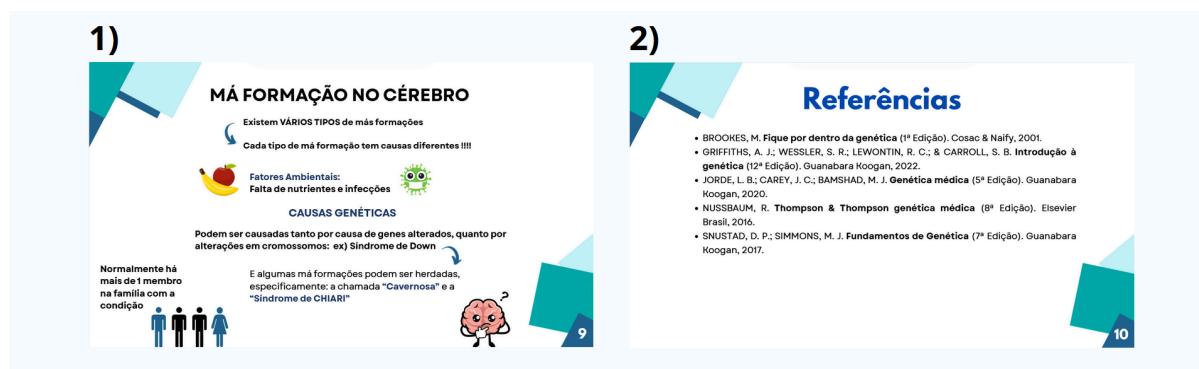 1)
MÁ FORMAÇÃO NO CÉREBRO
Existem VÁRIOS TIPOS de más formações
Cada tipo de má formação tem causas diferentes !!!!
Fatores Ambientais:
Falta de nutrientes e infecções
CAUSAS GENÉTICAS
Podem ser causadas tanto por causa de genes alterados, quanto por
alterações em cromossomos: ex) Síndrome de Down
Normalmente há
mais de 1 membro
na família com a
condição
E algumas má formações podem ser herdadas,
especificamente: a chamada “Cavernosa” e a
“Síndrome de CHIARI”
9
2)
Referências
• BROOKES, M. Fique por dentro da genética (1ª Edição). Cosac & Naify, 2001.
• GRIFFITHS, A. J.; WESSLER, S. R.; LEWONTIN, R. C.; & CARROLL, S. B. Introdução à
genética (12ª Edição). Guanabara Koogan, 2022.
• JORDE, L. B.; CAREY, J. C.; BAMSHAD, M. J. Genética médica (5ª Edição). Guanabara
Koogan, 2020.
• NUSSBAUM, R. Thompson & Thompson genética médica (8ª Edição). Elsevier
Brasil, 2016.
• SNUSTAD, D. P.; SIMMONS, M. J. Fundamentos de Genética (7ª Edição). Guanabara
Koogan, 2017.
10